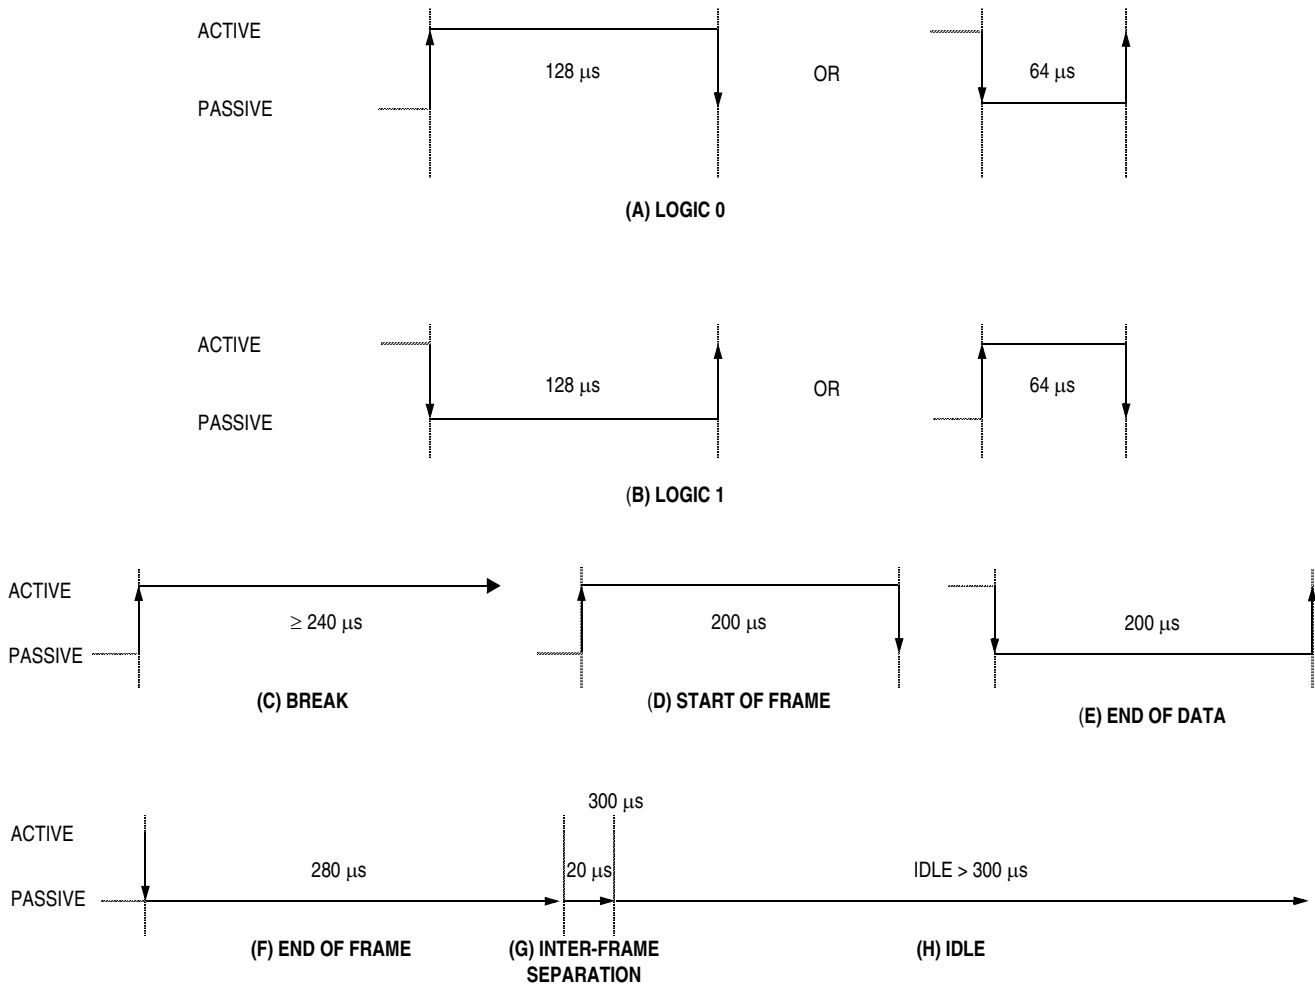 ACTIVE
128 µs
OR
64 µs
PASSIVE
(A) LOGIC 0
ACTIVE
128 µs
OR
64 µs
PASSIVE
(B) LOGIC 1
ACTIVE
≥ 240 µs
200 µs
200 µs
PASSIVE
(C) BREAK
(D) START OF FRAME
(E) END OF DATA
300 µs
ACTIVE
280 µs
20 µs
IDLE > 300 µs
PASSIVE
(F) END OF FRAME
(G) INTER-FRAME
SEPARATION
(H) IDLE